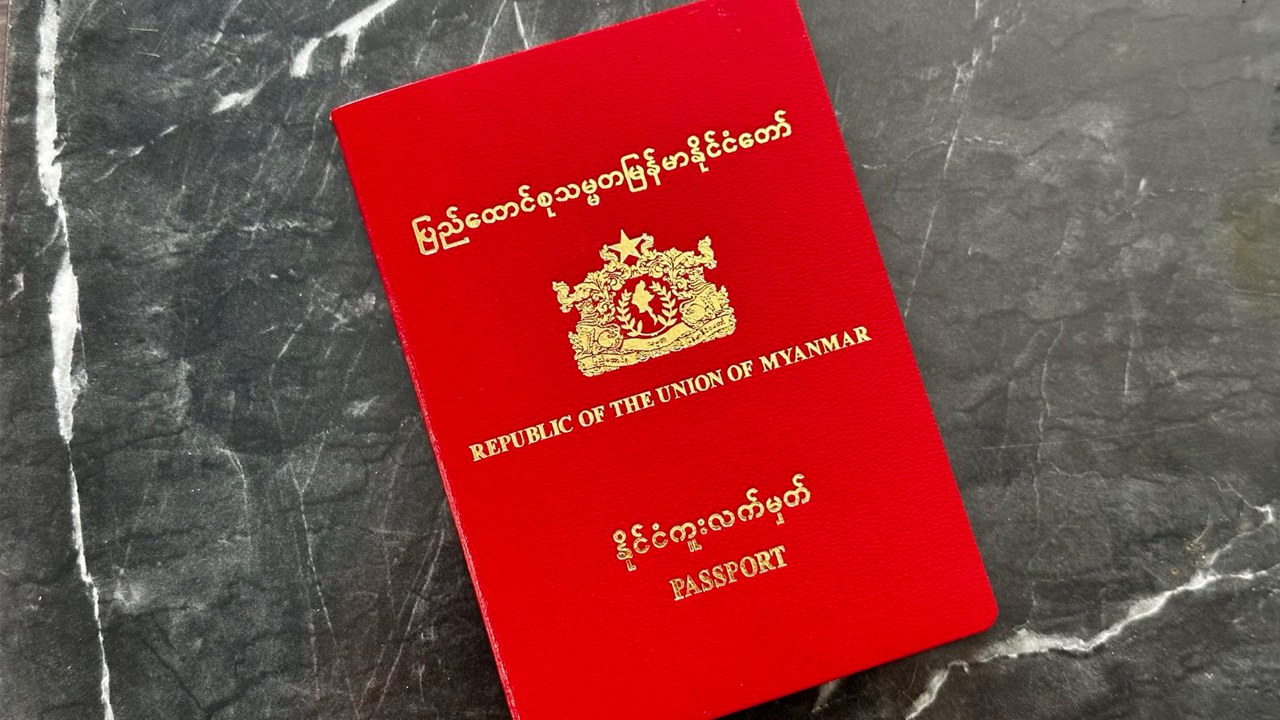 ပြည်ထောင်စုသမ္မတမြန်မာနိုင်ငံတော်
REPUBLIC OF THE UNION OF MYANMAR
နိုင်ငံကူးလက်မှတ်
PASSPORT